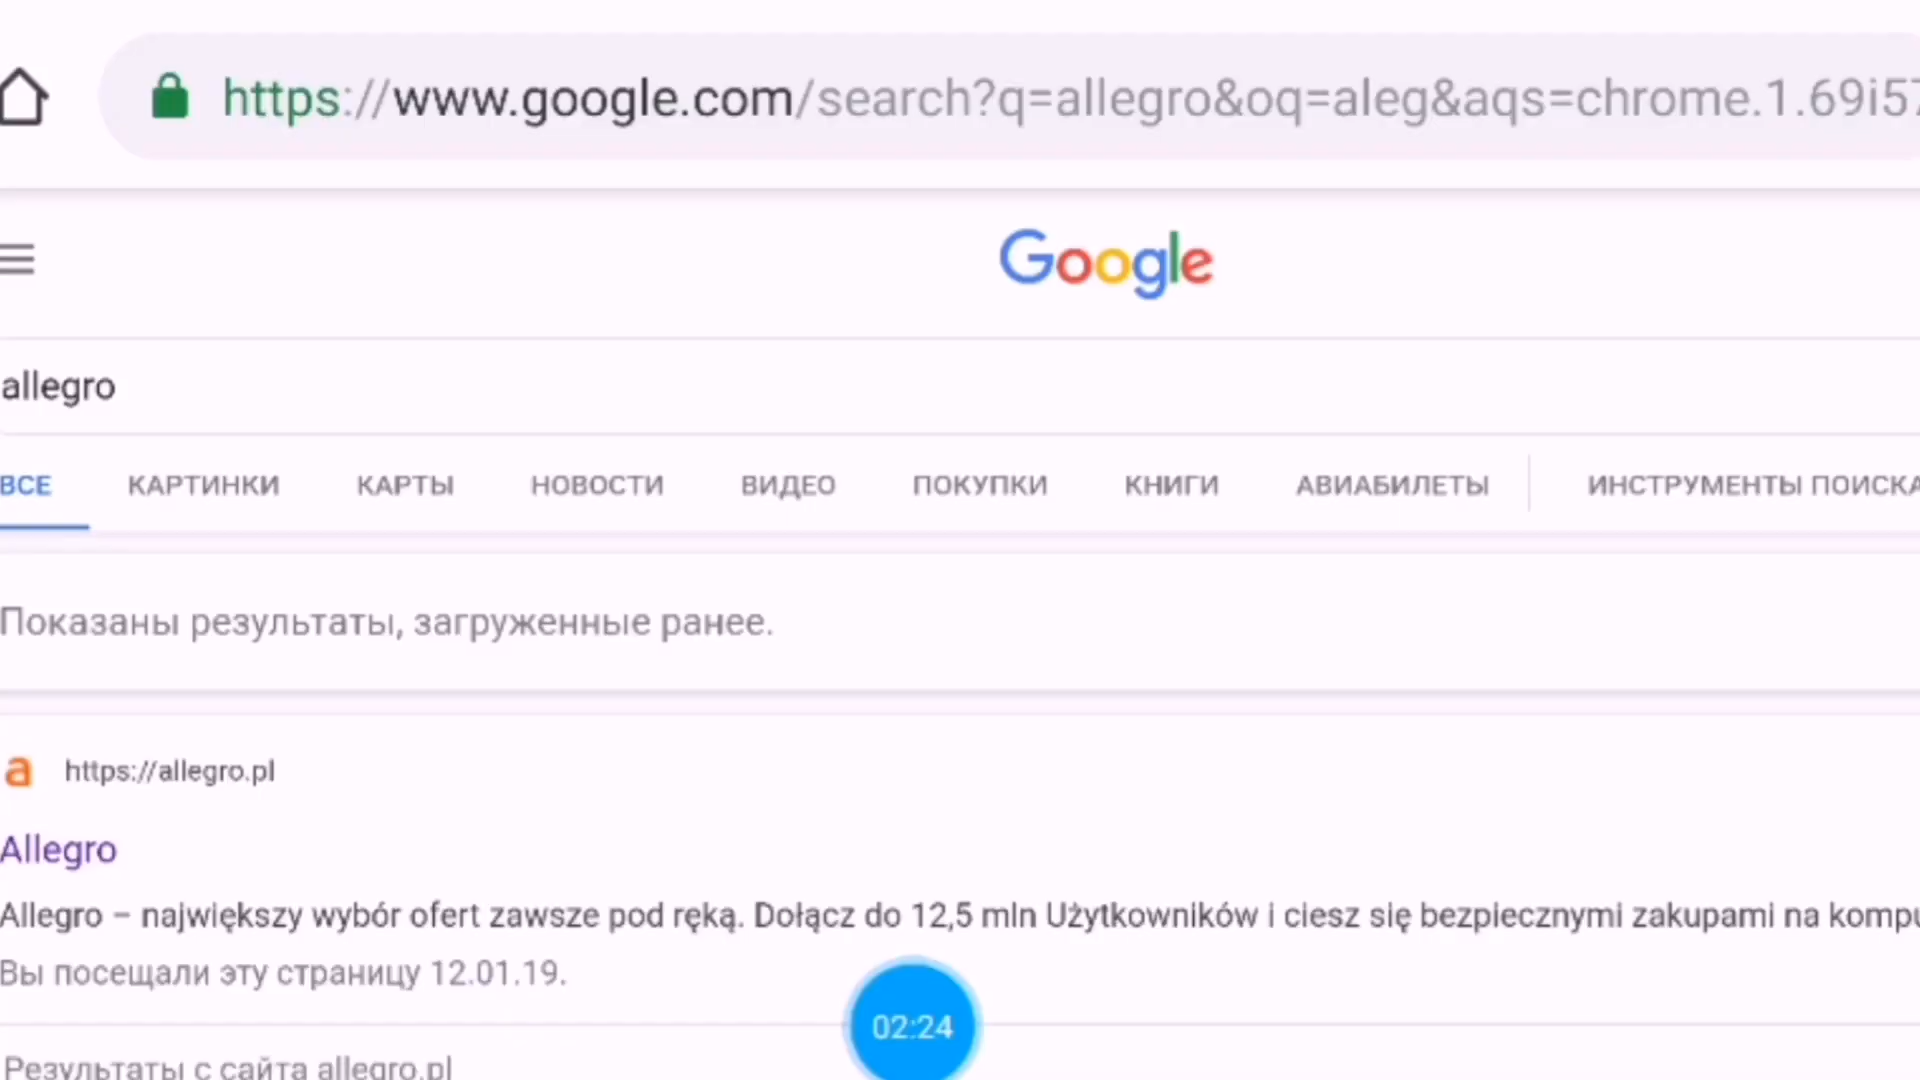 https://www.google.com/search?q=allegro&oq=aleg&aqs=chrome.1.69i57
Google
allegro
ВСЕ КАРТИНКИ КАРТЫ НОВОСТИ ВИДЕО ПОКУПКИ КНИГИ АВИАБИЛЕТЫ ИНСТРУМЕНТЫ ПОИСКА
Показаны результаты, загруженные ранее.
a https://allegro.pl
Allegro
Allegro – największy wybór ofert zawsze pod ręką. Dołącz do 12,5 mln Użytkowników i ciesz się bezpiecznymi zakupami na kompu
Вы посещали эту страницу 12.01.19.
02:24
Результаты с сайта allegro.pl